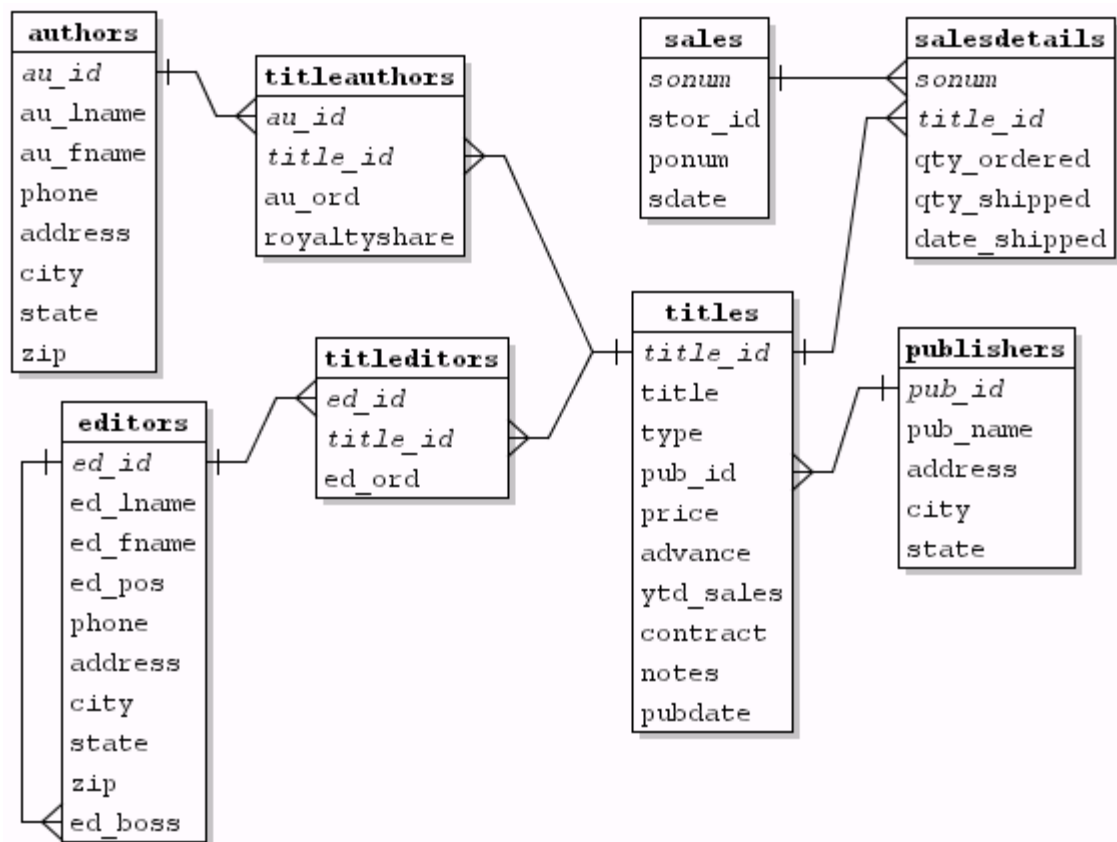 authors
au_id
au_lname
au_fname
phone
address
city
state
zip
titleauthors
au_id
title_id
au_ord
royaltyshare
sales
sonum
stor_id
ponum
sdate
salesdetails
sonum
title_id
qty_ordered
qty_shipped
date_shipped
editors
ed_id
ed_lname
ed_fname
ed_pos
phone
address
city
state
zip
ed_boss
titleditors
ed_id
title_id
ed_ord
titles
title_id
title
type
pub_id
price
advance
ytd_sales
contract
notes
pubdate
publishers
pub_id
pub_name
address
city
state